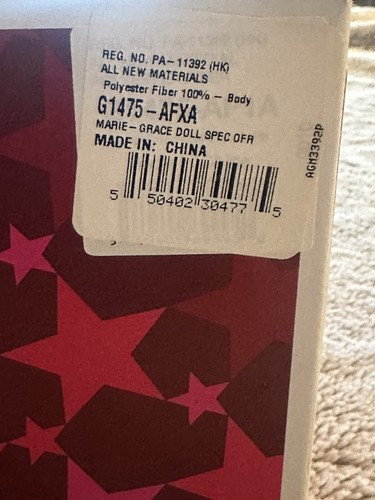 REG. NO. PA-11392 (HK)
ALL NEW MATERIALS
Polyester Fiber 100% - Body
G1475-AFXA
MARIE-GRACE DOLL SPEC OFR
MADE IN: CHINA
5 50402 30477 5
AGM3392P